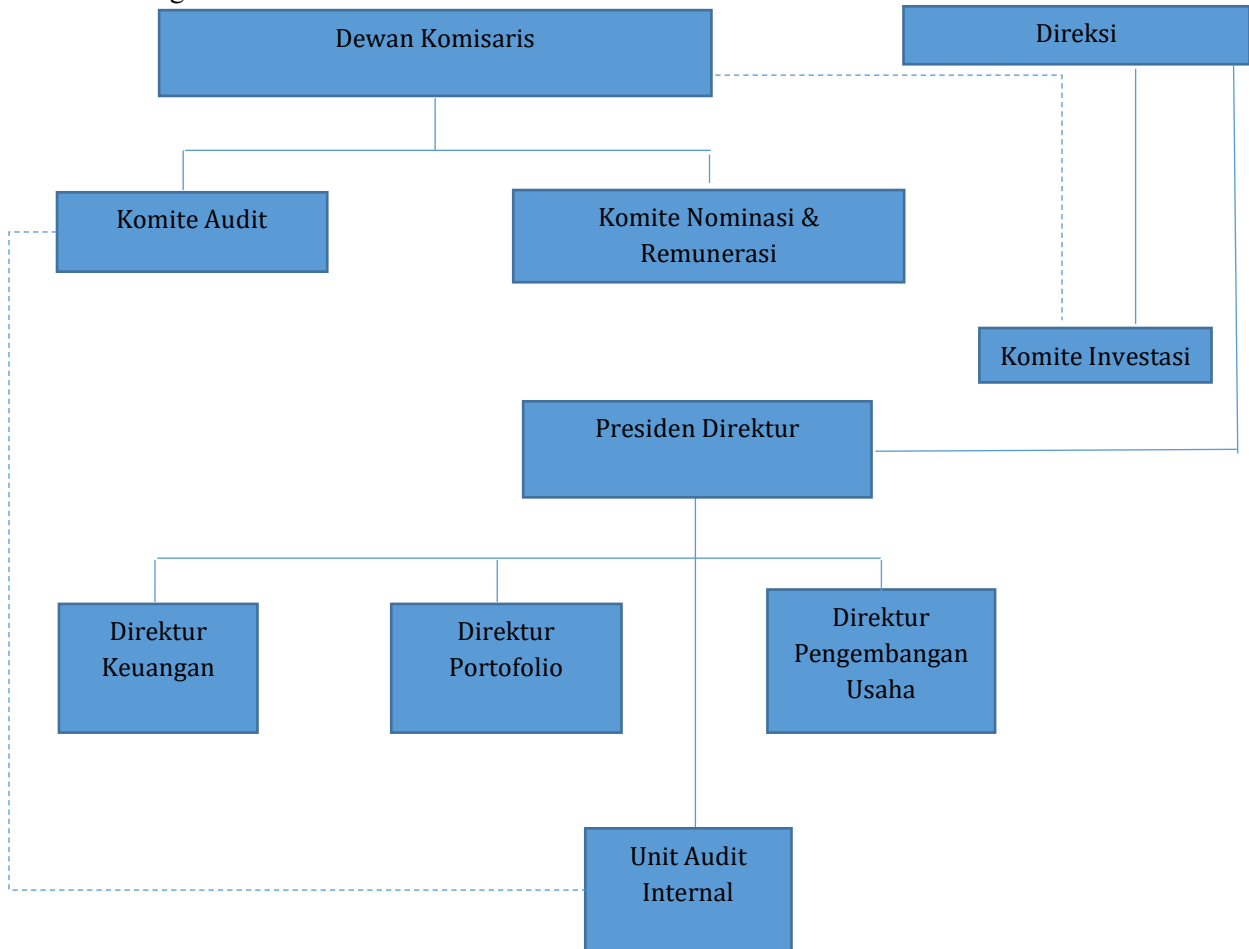 Dewan Komisaris
Direksi
Komite Audit
Komite Nominasi &
Remunerasi
Komite Investasi
Presiden Direktur
Direktur
Keuangan
Direktur
Portofolio
Direktur
Pengembangan
Usaha
Unit Audit
Internal